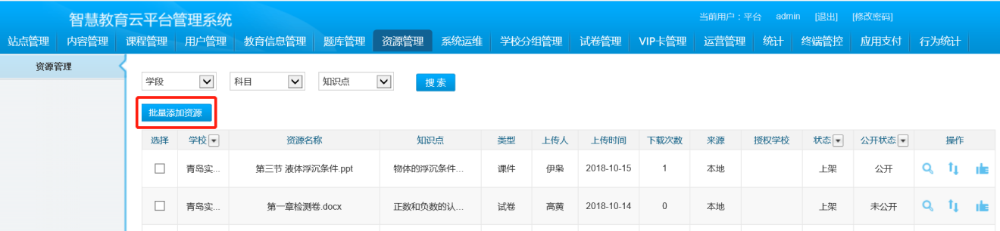 智慧教育云平台管理系统
当前用户：平台 admin [退出] [修改密码]
站点管理 内容管理 课程管理 用户管理 教育信息管理 题库管理 资源管理 系统运维 学校分组管理 试卷管理 VIP卡管理 运营管理 统计 终端管控 应用支付 行为统计
资源管理
学段 科目 知识点 搜索
批量添加资源
选择 学校 资源名称 知识点 类型 上传人 上传时间 下载次数 来源 授权学校 状态 公开状态 操作
青岛实... 第三节 液体浮沉条件.ppt 物体的浮沉条件... 课件 伊枭 2018-10-15 1 本地 上架 公开
青岛实... 第一章检测卷.docx 正数和负数的认... 试卷 高黄 2018-10-14 0 本地 上架 未公开